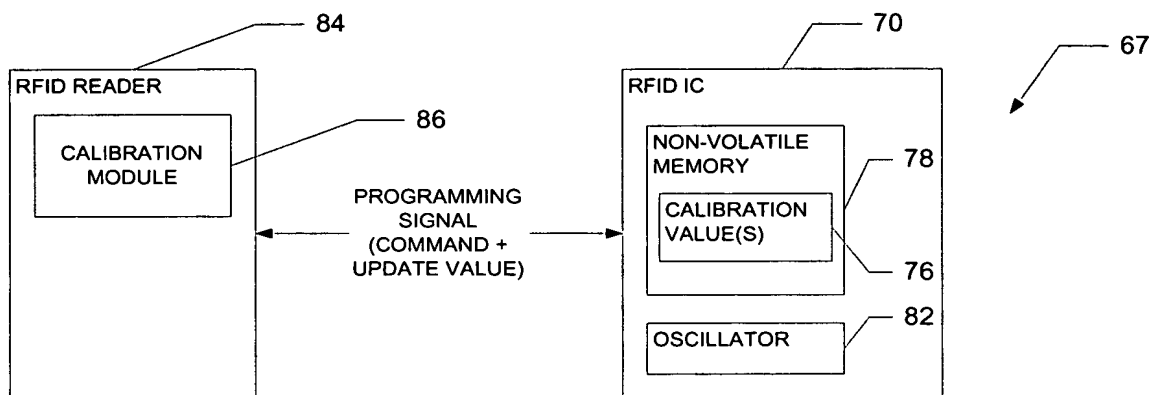 84
70
67
RFID READER
RFID IC
86
CALIBRATION
MODULE
NON-VOLATILE
MEMORY
78
CALIBRATION
VALUE(S)
76
PROGRAMMING
SIGNAL
(COMMAND +
UPDATE VALUE)
82
OSCILLATOR